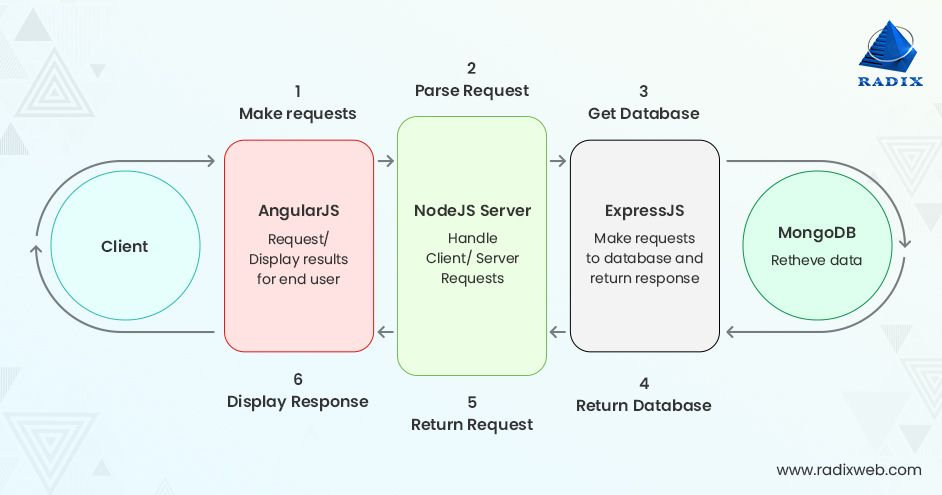 RADIX
1
Make requests
2
Parse Request
3
Get Database
Client
AngularJS
Request/
Display results
for end user
NodeJS Server
Handle
Client/ Server
Requests
ExpressJS
Make requests
to database and
return response
MongoDB
Retheve data
6
Display Response
5
Return Request
4
Return Database
www.radixweb.com